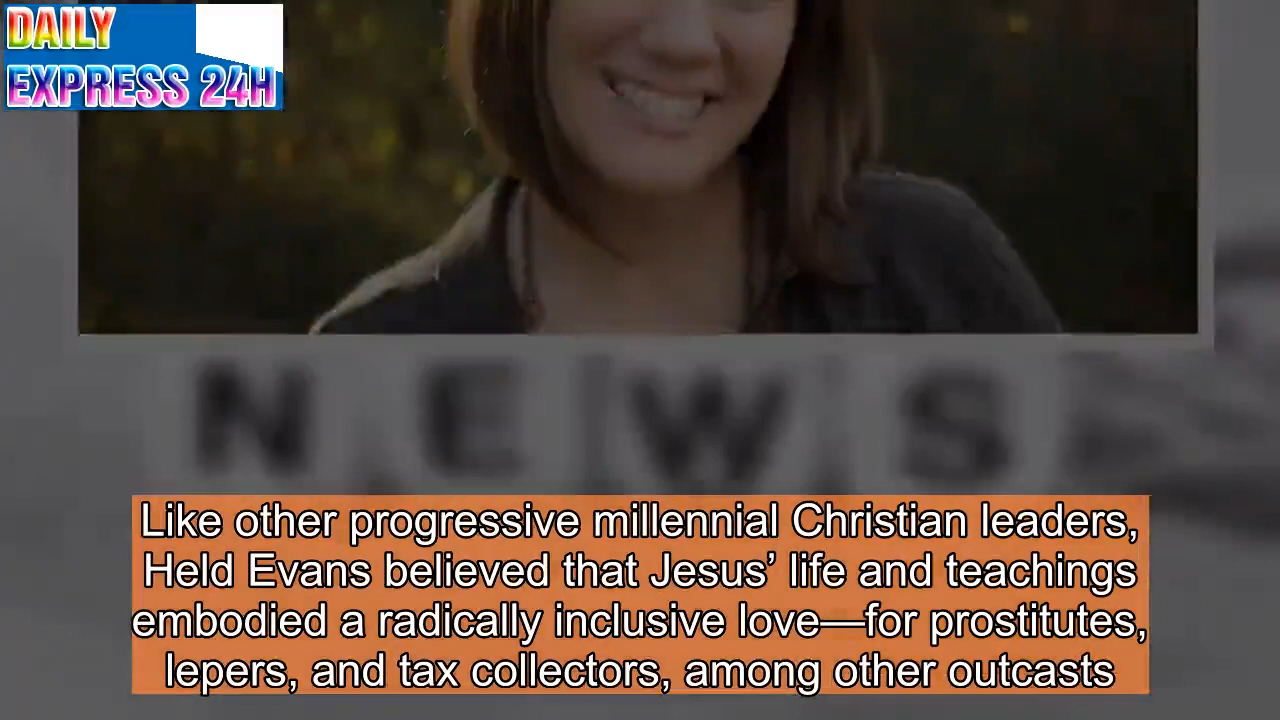 DAILY
EXPRESS 24H
NEWS
Like other progressive millennial Christian leaders,
Held Evans believed that Jesus’ life and teachings
embodied a radically inclusive love—for prostitutes,
lepers, and tax collectors, among other outcasts